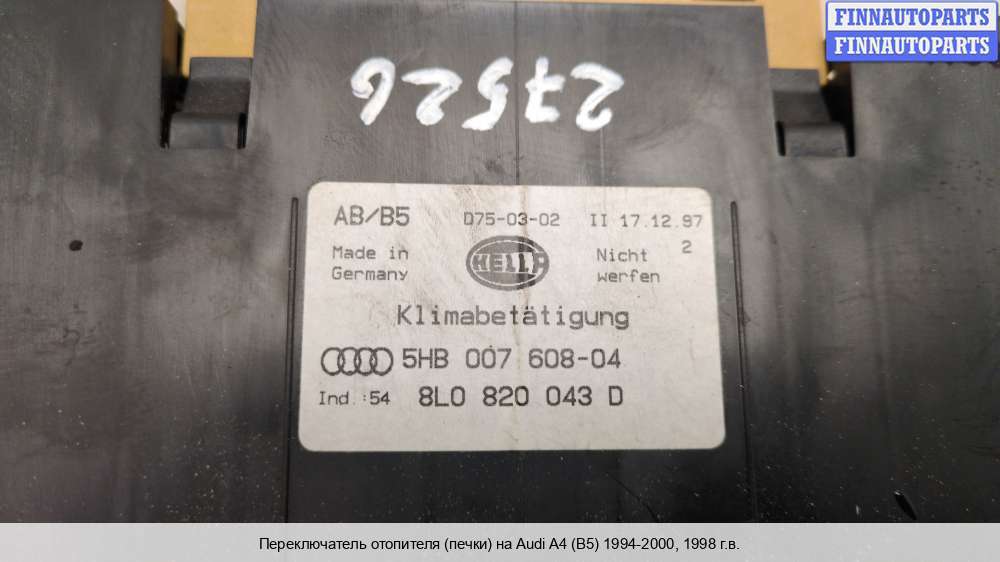 FINNAUTOPARTS
FINNAUTOPARTS
27526
AB/B5 D75-03-02 II 17.12.97
2
Made in
Germany
HELLA
Nicht
werfen
Klimabetätigung
5HB 007 608-04
Ind.:54 8L0 820 043 D
Переключатель отопителя (печки) на Audi A4 (B5) 1994-2000, 1998 г.в.